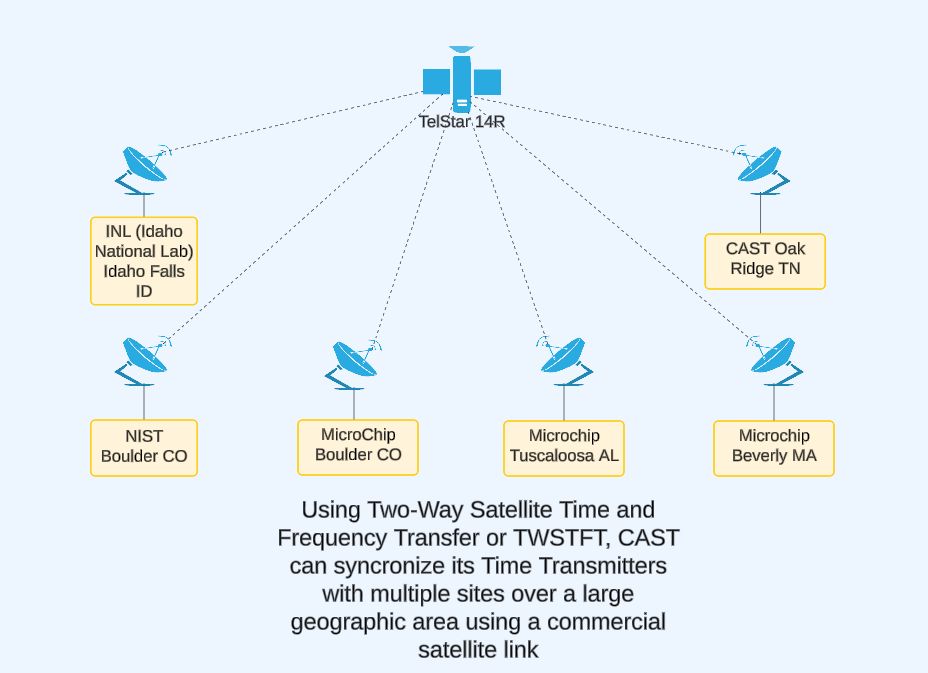 TelStar 14R
INL (Idaho
National Lab)
Idaho Falls
ID
CAST Oak
Ridge TN
NIST
Boulder CO
MicroChip
Boulder CO
Microchip
Tuscaloosa AL
Microchip
Beverly MA
Using Two-Way Satellite Time and
Frequency Transfer or TWSTFT, CAST
can syncronize its Time Transmitters
with multiple sites over a large
geographic area using a commercial
satellite link